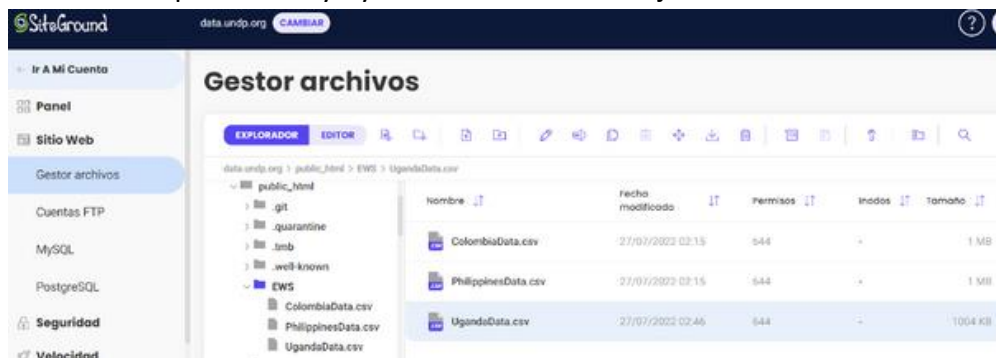 SiteGround
data.undp.org CAMBIAR
Ir A Mi Cuenta
Panel
Sitio Web
Gestor archivos
Cuentas FTP
MySQL
PostgreSQL
Seguridad
Velocidad
Gestor archivos
EXPLORADOR EDITOR
data.undp.org > public_html > EWS > UgandaData.csv
public_html
.git
.quarantine
.tmb
.well-known
EWS
ColombiaData.csv
PhilippinesData.csv
UgandaData.csv
Nombre Fecha modificado Permisos Inodos Tamaño
ColombiaData.csv 27/07/2022 02:15 644 - 1 MB
PhilippinesData.csv 27/07/2022 02:15 644 - 1 MB
UgandaData.csv 27/07/2022 02:46 644 - 1004 KB